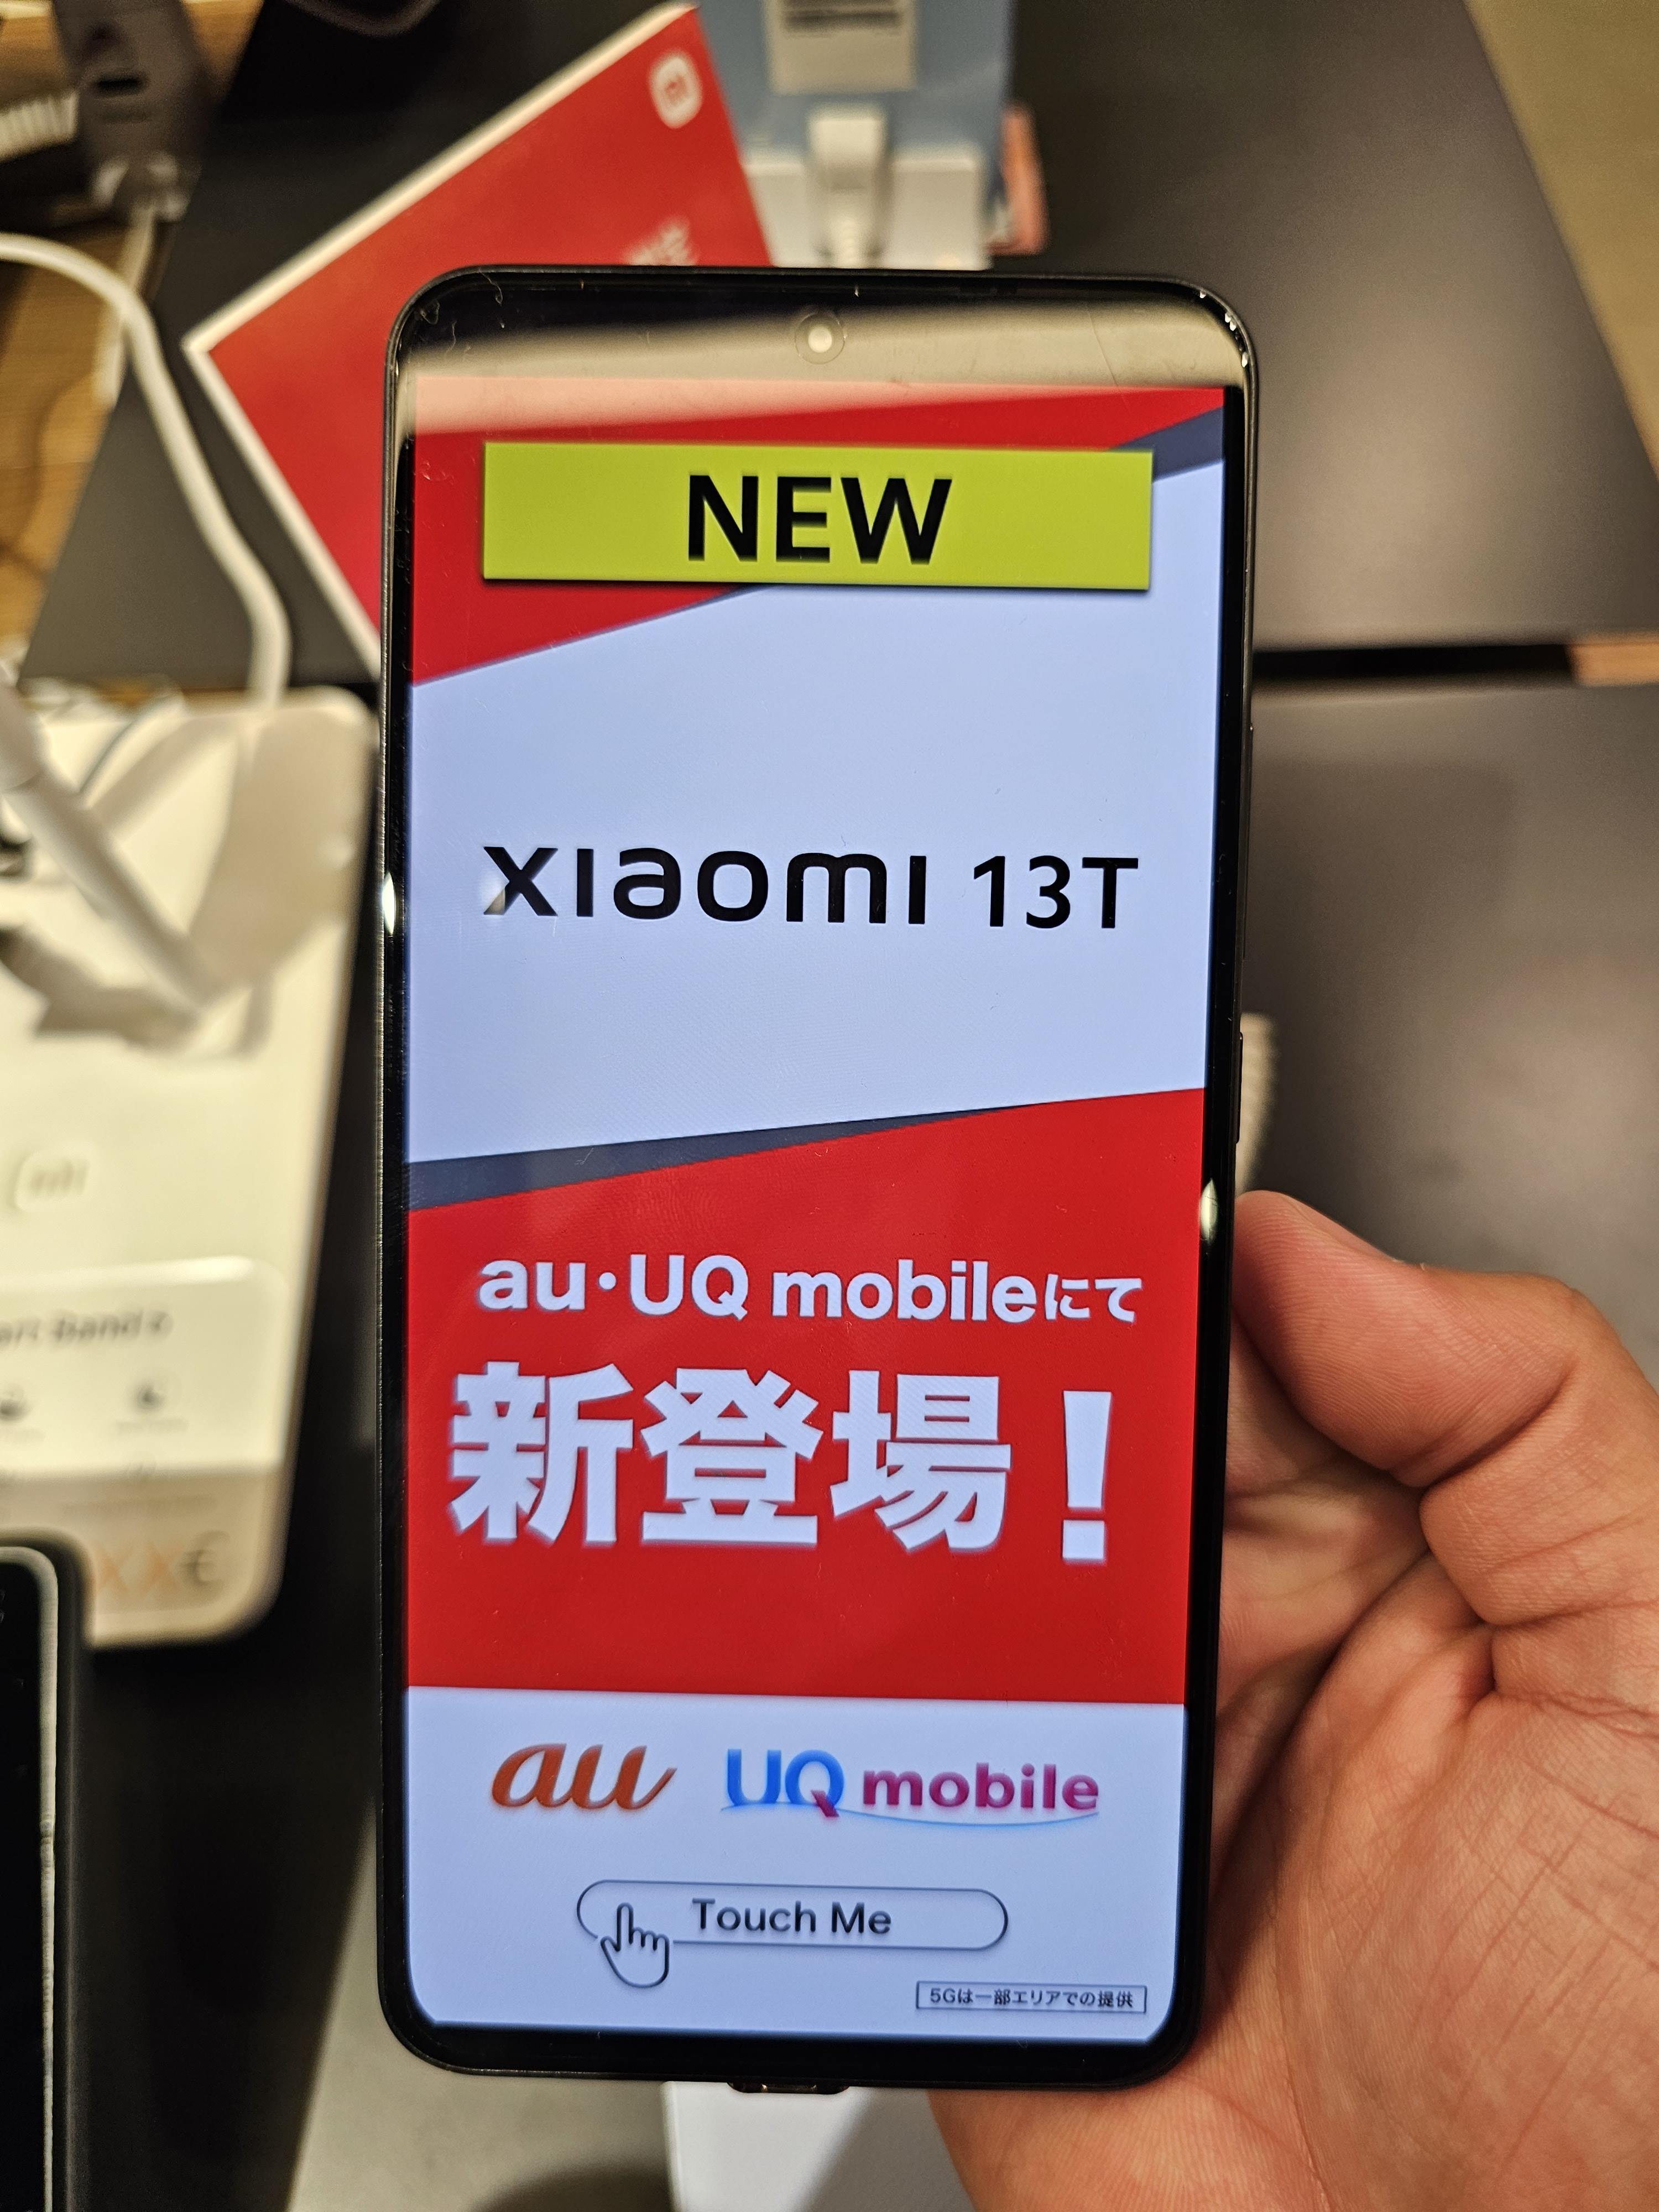 NEW
xiaomi 13T
au・UQ mobileにて
新登場！
au UQ mobile
Touch Me
5Gは一部エリアでの提供